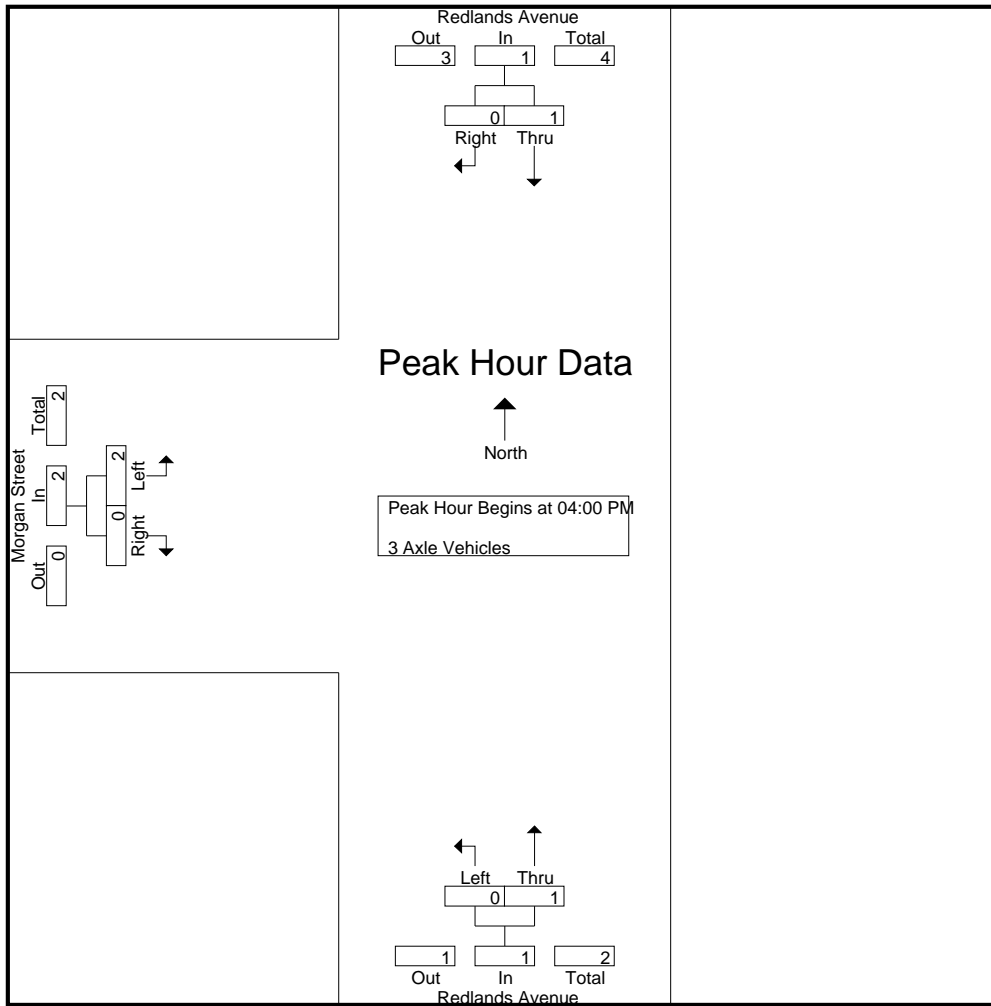 Redlands Avenue
Out In Total
3 1 4
0 1
Right Thru
Peak Hour Data
North
Peak Hour Begins at 04:00 PM
3 Axle Vehicles
Morgan Street
Out In Total
0 2 2
Right Left
0 2
Left Thru
0 1
1 1 2
Out In Total
Redlands Avenue